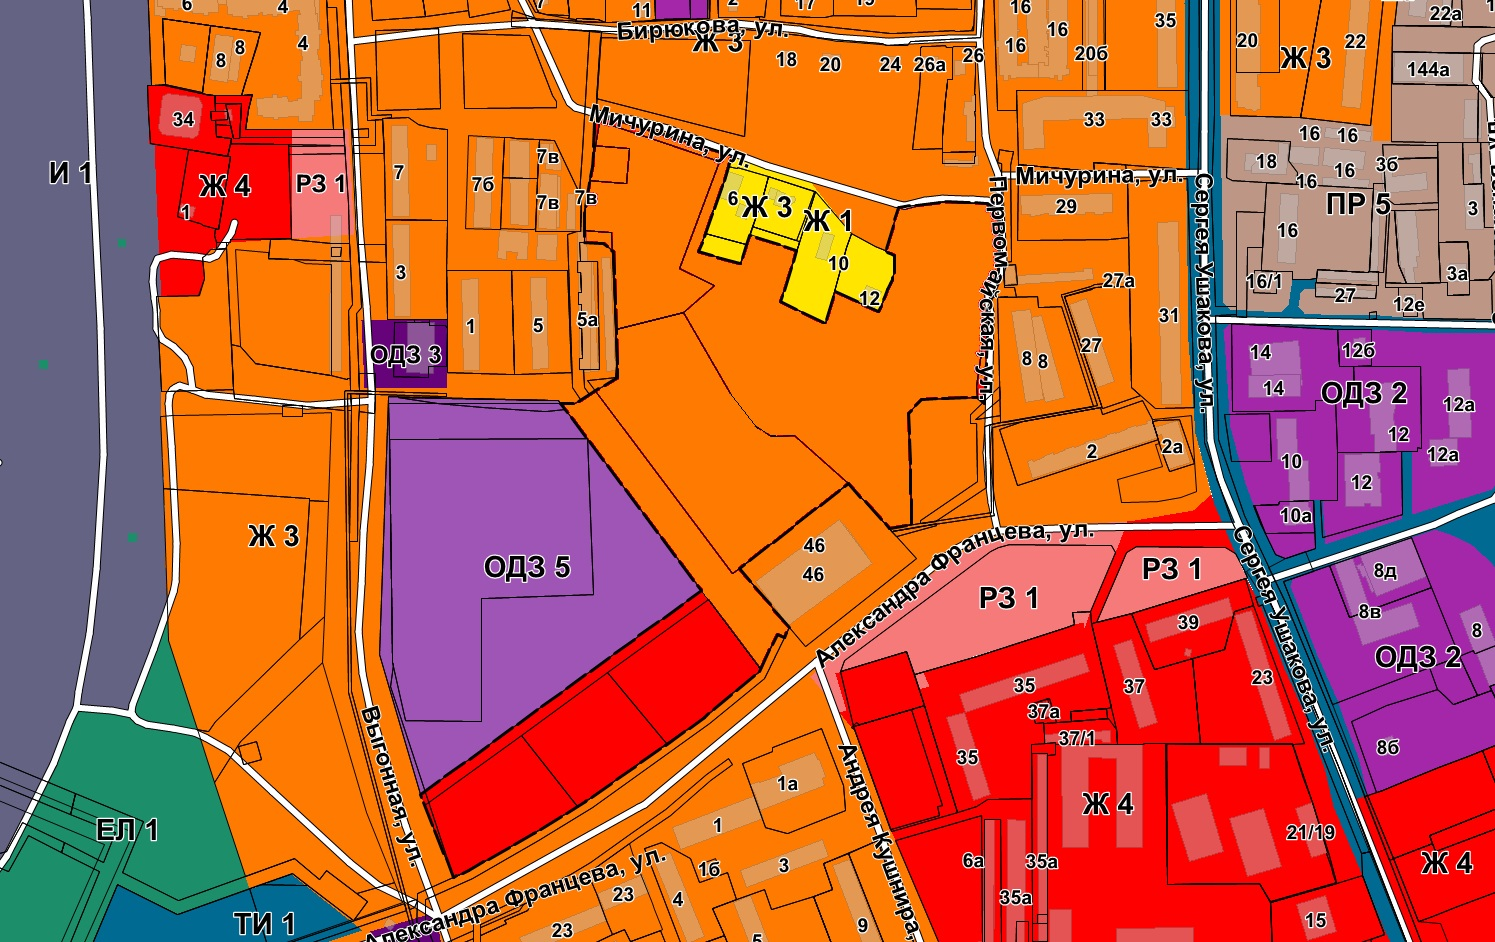 6
4
11
2
17
16
35
22а
Бирюкова, ул.
Ж 3
8
8
4
18
20
24
26а
26
16
16
20б
20
Ж 3
22
144а
34
Мичурина, ул.
33
33
16
16
И 1
Ж 4
РЗ 1
1
7
7б
7в
7в
7в
6
Ж 3
Ж 1
10
12
Первомайская, ул.
Мичурина, ул.
29
Сергея Ушакова, ул.
18
16
16
3б
ПР 5
16
3
3
27а
16/1
27
12е
3а
ОДЗ 3
1
5
5а
8
8
27
31
14
14
12б
ОДЗ 2
12а
12
12а
10
12
10а
2
2а
Ж 3
ОДЗ 5
46
46
Александра Францева, ул.
РЗ 1
РЗ 1
Сергея Ушакова, ул.
8д
8в
8
ОДЗ 2
39
35
37
23
37а
37/1
35
8б
Выгонная, ул.
Андрея Кушнира,
1а
1
3
1б
Ж 4
21/19
ЕЛ 1
ТИ 1
6а
35а
35а
Ж 4
Александра Францева, ул.
23
23
4
5
9
15